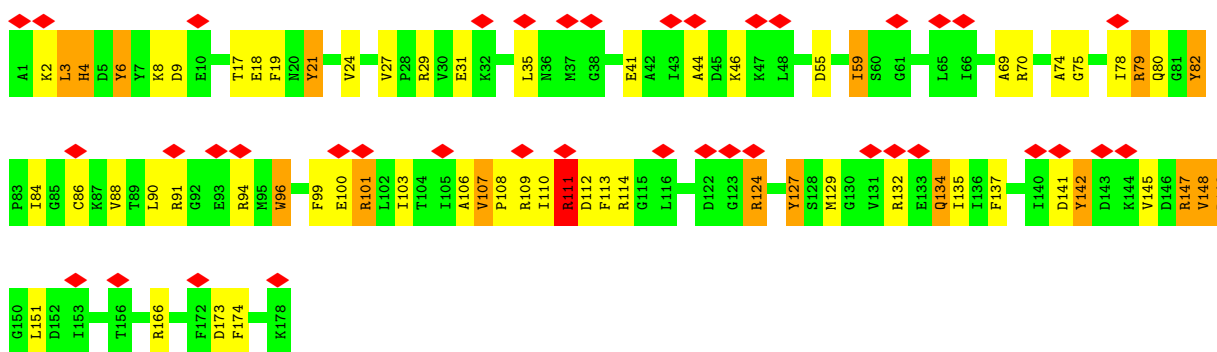 A1 K2 L3 H4 D5 Y6 Y7 K8 D9 E10 T17 E18 F19 N20 Y21 V24 V27 P28 R29 V30 E31 K32 L35 N36 M37 G38 E41 A42 I43 A44 D45 K46 K47 L48 D55 I59 S60 G61 L65 I66 A69 R70 A74 G75 I78 R79 Q80 G81 Y82
P83 I84 G85 C86 K87 V88 T89 L90 R91 G92 E93 R94 M95 W96 F99 E100 R101 L102 I103 T104 I105 A106 V107 P108 R109 I110 R111 D112 F113 R114 G115 L116 D122 G123 R124 Y127 S128 M129 G130 V131 R132 E133 Q134 I135 I136 F137 I140 D141 Y142 D143 K144 V145 D146 R147 V148
G150 L151 D152 I153 T156 R166 F172 D173 F174 K178